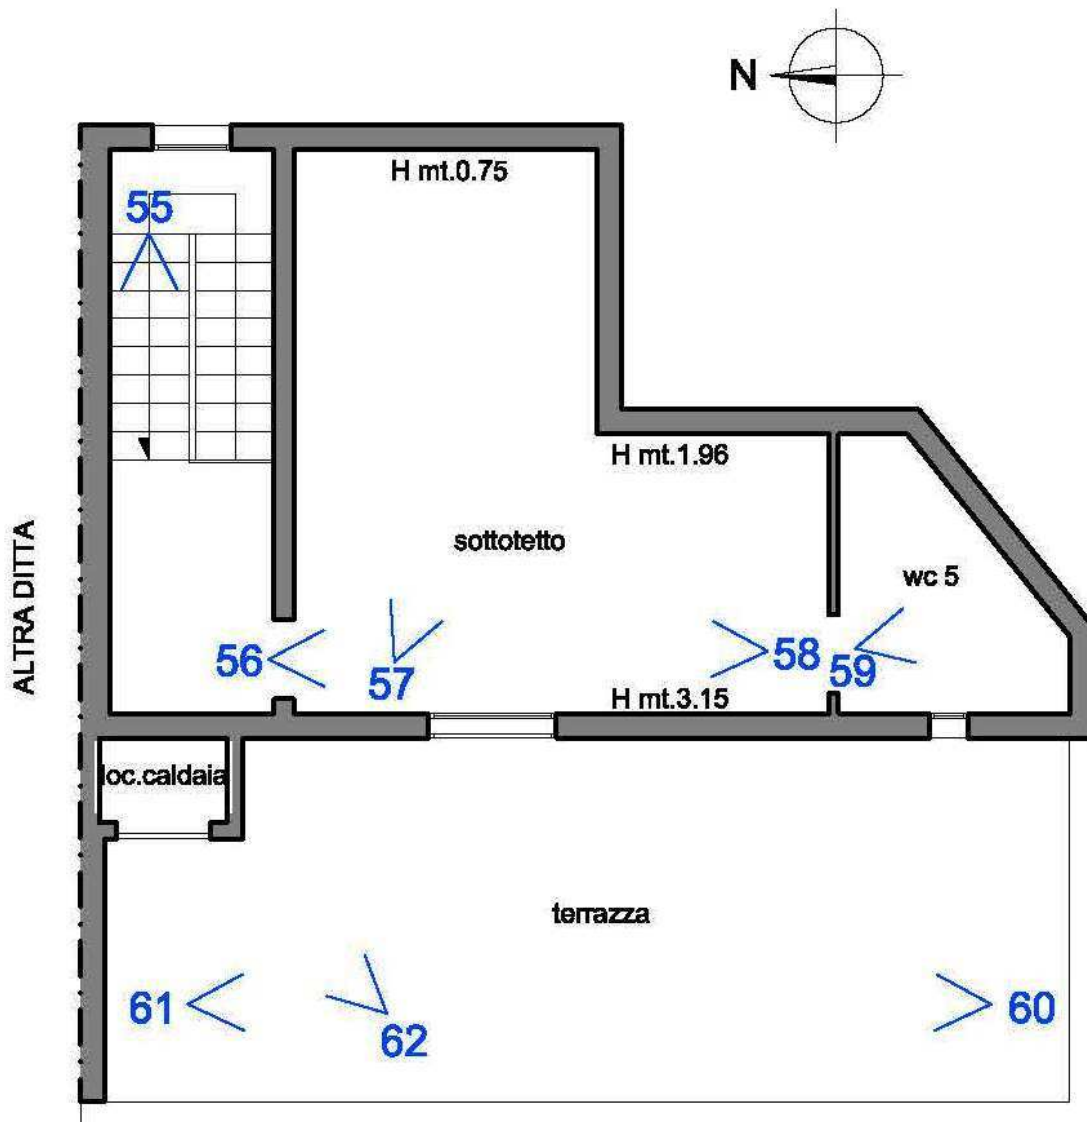 N
H mt.0.75
55
H mt.1.96
ALTRA DITTA
sottotetto
wc 5
56
57
58
59
H mt.3.15
loc.caldaia
terrazza
61
62
60